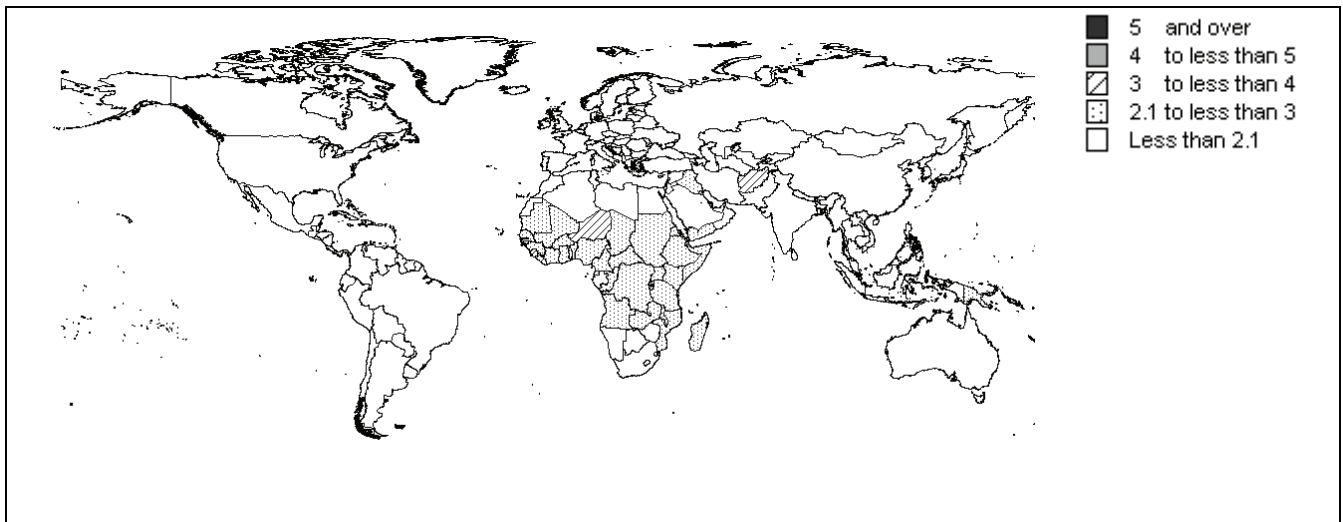 5 and over
4 to less than 5
3 to less than 4
2.1 to less than 3
Less than 2.1